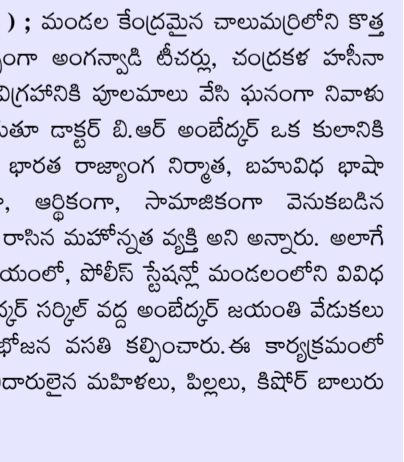 ) ; మండల కేంద్రమైన చాలుమర్రిలోని కొత్త
గా అంగన్వాడి టీచర్లు, చంద్రకళ హసీనా
విగ్రహానికి పూలమాలు వేసి ఘనంగా నివాళు
తూ డాక్టర్ బి.ఆర్ అంబేద్కర్ ఒక కులానికి
భారత రాజ్యాంగ నిర్మాత, బహువిధ భాషా
, ఆర్థికంగా, సామాజికంగా వెనుకబడిన
రాసిన మహోన్నత వ్యక్తి అని అన్నారు. అలాగే
యంలో, పోలీస్ స్టేషన్లో మండలంలోని వివిధ
ద్కర్ సర్కిల్ వద్ద అంబేద్కర్ జయంతి వేడుకలు
భోజన వసతి కల్పించారు.ఈ కార్యక్రమంలో
దారులైన మహిళలు, పిల్లలు, కిషోర్ బాలురు